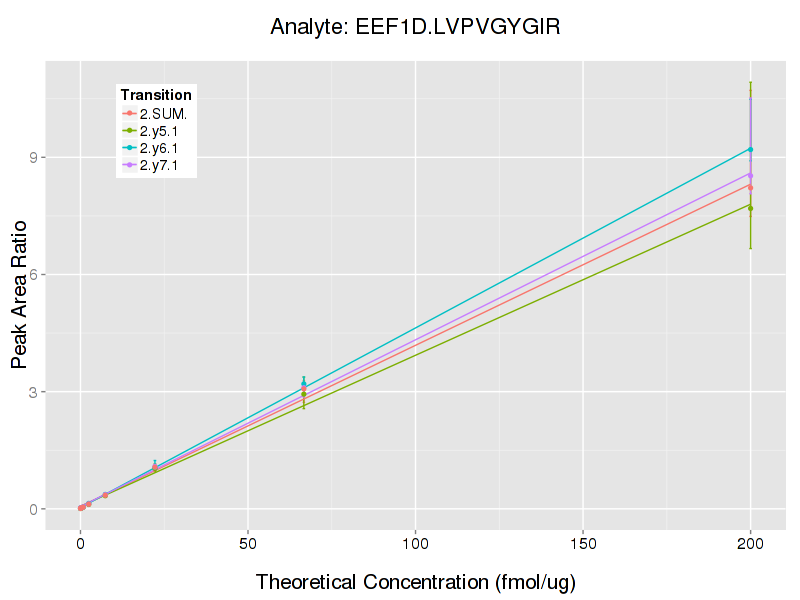 Analyte: EEF1D.LVPVGYGIR
Transition
2.SUM.
2.y5.1
2.y6.1
2.y7.1
Peak Area Ratio
9
6
3
0
0 50 100 150 200
Theoretical Concentration (fmol/ug)